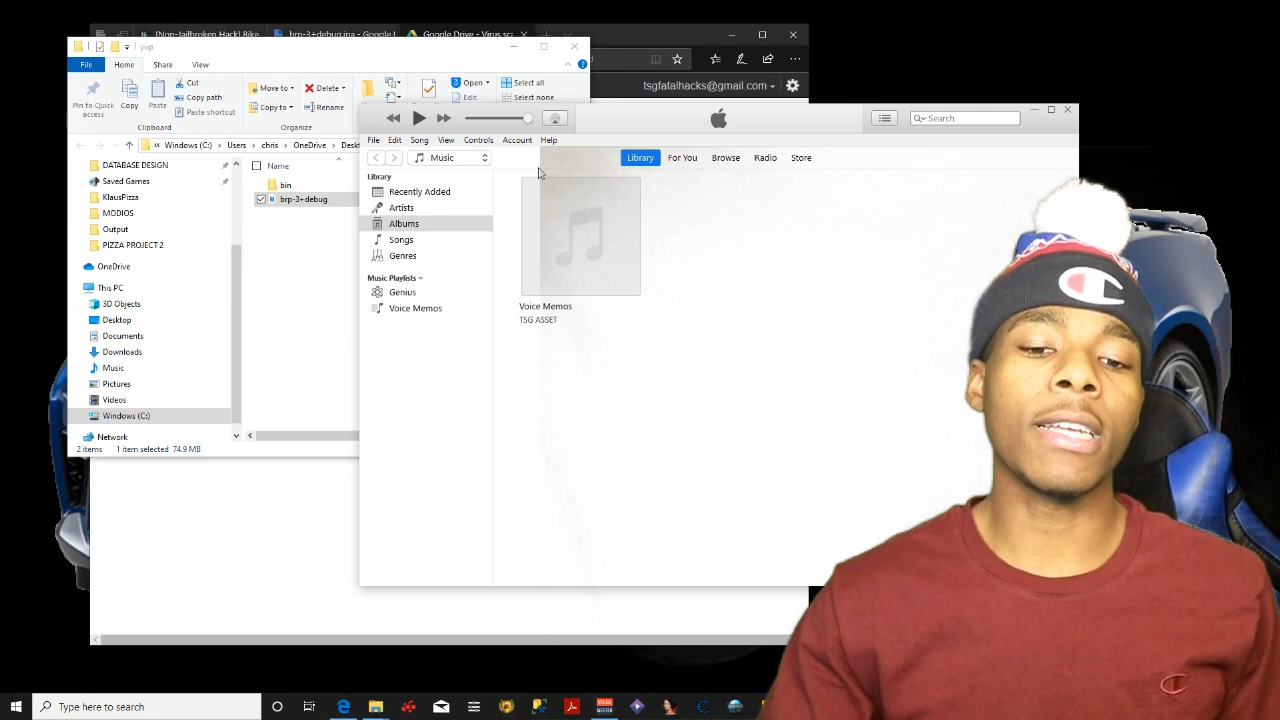 [Non-Jailbroken Hack] Bike
brp-3+debug.ipa - Google
Google Drive - Virus sc
yup
File
Home
Share
View
Pin to Quick
access
Copy
Paste
Cut
Copy path
Paste shortcut
Clipboard
Move to
Copy to
Delete
Rename
Organize
Open
Edit
Select all
Select none
tsgfatalhacks@gmail.com
« Windows (C:) › Users › chris › OneDrive › Desk
DATABASE DESIGN
Saved Games
KlausPizza
MODIOS
Output
PIZZA PROJECT 2
OneDrive
This PC
3D Objects
Desktop
Documents
Downloads
Music
Pictures
Videos
Windows (C:)
Network
2 items 1 item selected 74.9 MB
Name
bin
brp-3+debug
Search
File Edit Song View Controls Account Help
Music
Library For You Browse Radio Store
Library
Recently Added
Artists
Albums
Songs
Genres
Music Playlists
Genius
Voice Memos
Voice Memos
TSG ASSET
Type here to search